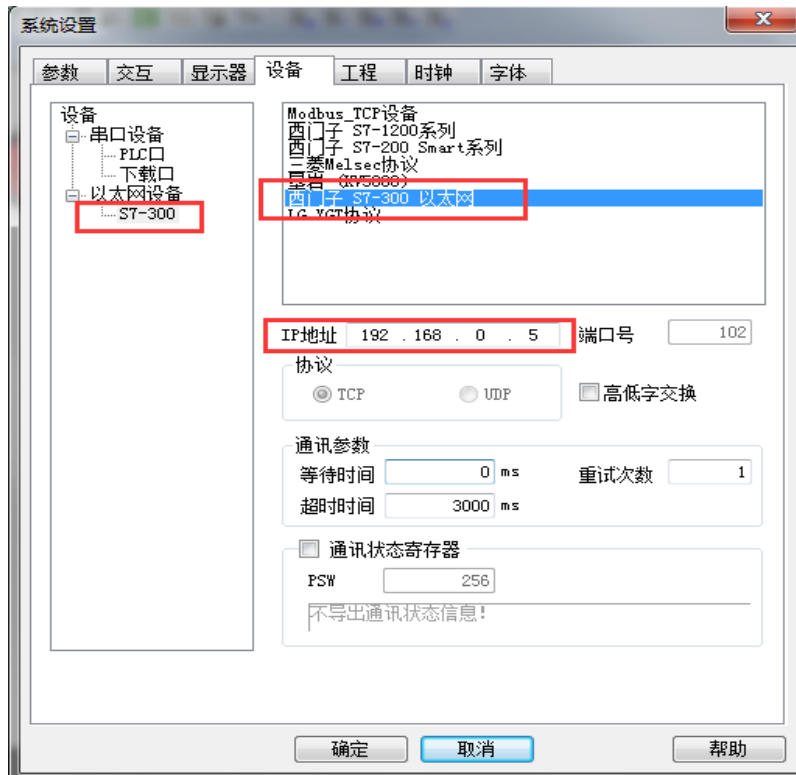 系统设置
参数 交互 显示器 设备 工程 时钟 字体
设备
串口设备
PLC口
下载口
以太网设备
S7-300
Modbus_TCP设备
西门子 S7-1200系列
西门子 S7-200 Smart系列
三菱Melsec协议
西门子 S7-300 以太网
LG XGT协议
IP地址 192 . 168 . 0 . 5 端口号 102
协议
TCP UDP 高低字交换
通讯参数
等待时间 0 ms 重试次数 1
超时时间 3000 ms
通讯状态寄存器
PSW 256
不导出通讯状态信息!
确定 取消 帮助